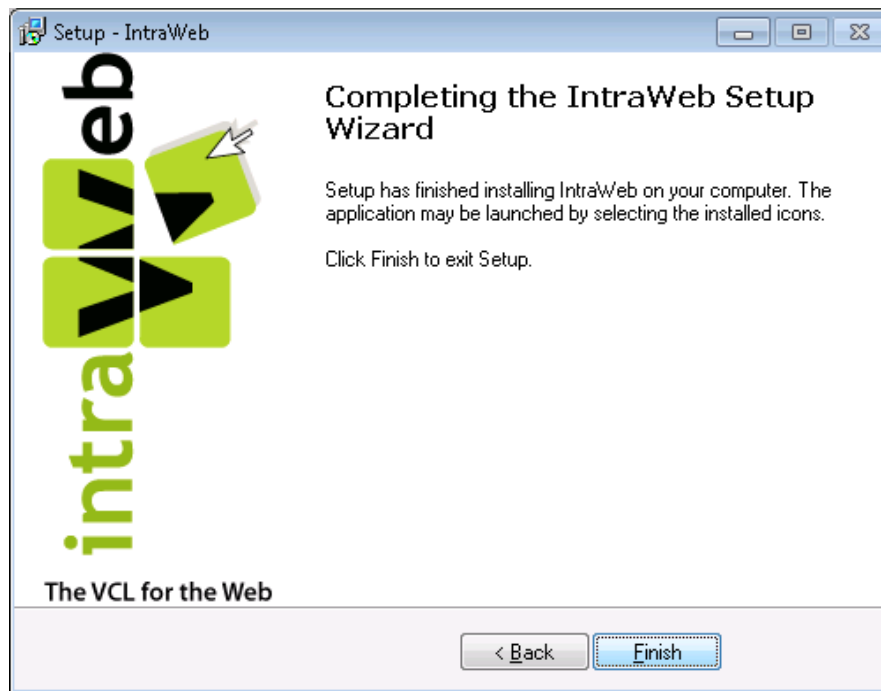 Setup - IntraWeb
intraWeb
Completing the IntraWeb Setup
Wizard
Setup has finished installing IntraWeb on your computer. The
application may be launched by selecting the installed icons.
Click Finish to exit Setup.
The VCL for the Web
< Back
Finish